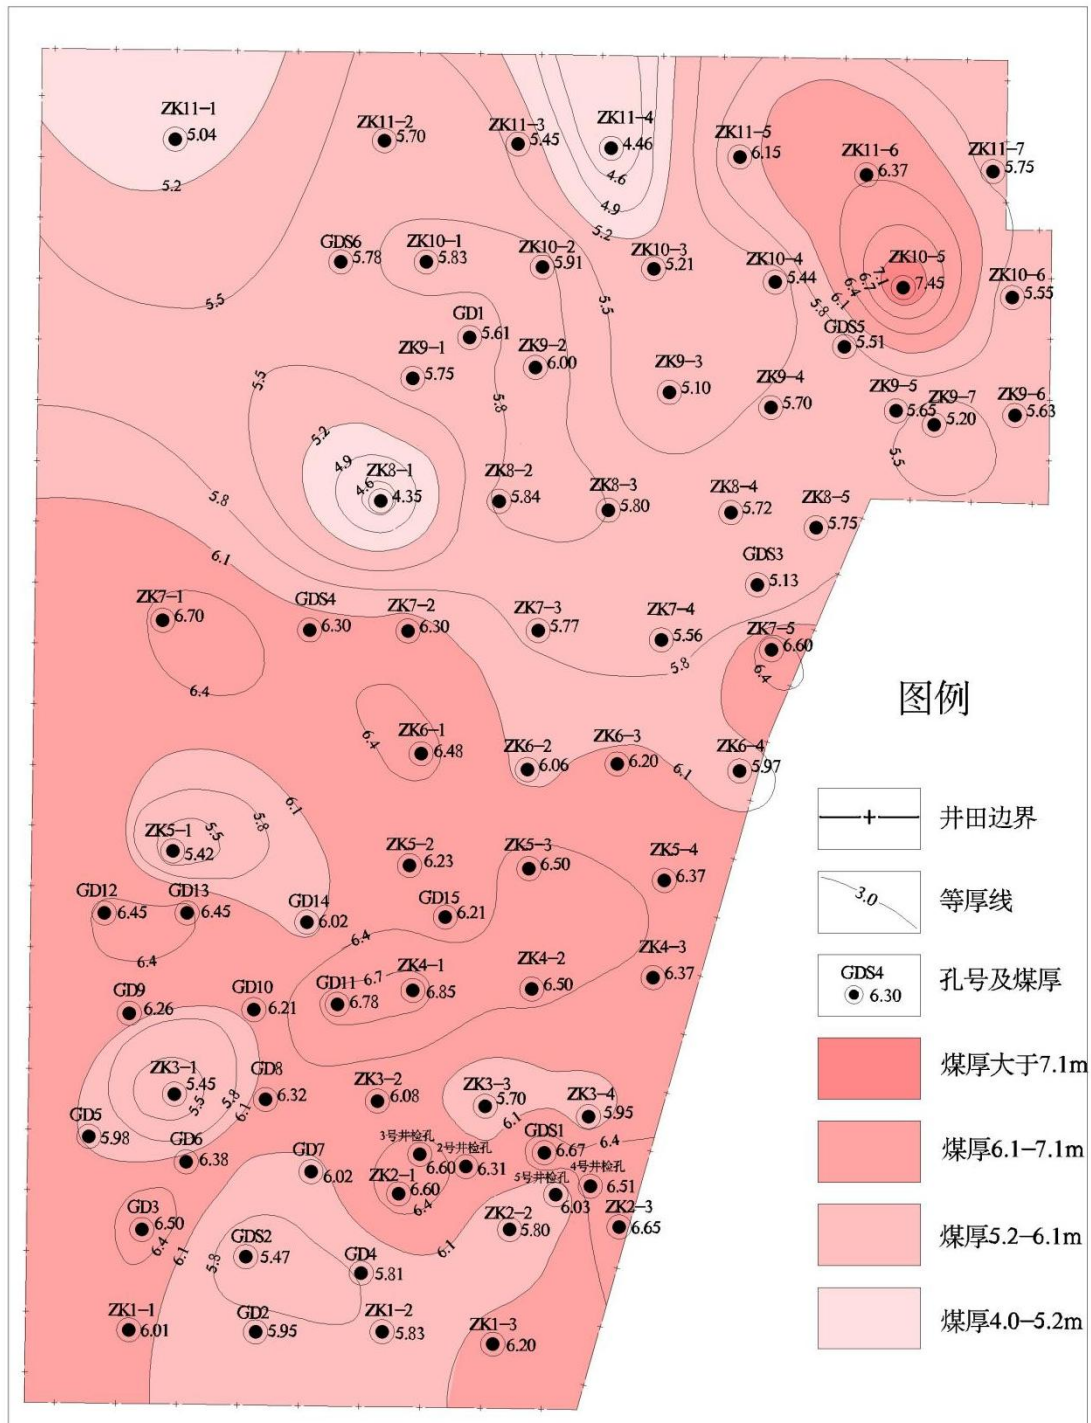 ZK11-1
5.04
ZK11-2
5.70
ZK11-3
5.45
ZK11-4
4.46
ZK11-5
6.15
ZK11-6
6.37
ZK11-7
5.75
4.6
4.9
5.2
5.2
5.5
GDS6
5.78
ZK10-1
5.83
ZK10-2
5.91
ZK10-3
5.21
ZK10-4
5.44
ZK10-5
7.45
ZK10-6
5.55
7.1
6.7
6.4
6.1
5.8
5.5
GD1
5.61
GDS5
5.51
ZK9-1
5.75
ZK9-2
6.00
ZK9-3
5.10
ZK9-4
5.70
ZK9-5
5.65
ZK9-7
5.20
ZK9-6
5.63
5.5
5.8
5.5
5.2
4.9
4.6
ZK8-1
4.35
ZK8-2
5.84
ZK8-3
5.80
ZK8-4
5.72
ZK8-5
5.75
5.8
6.1
GDS3
5.13
ZK7-1
6.70
GDS4
6.30
ZK7-2
6.30
ZK7-3
5.77
ZK7-4
5.56
ZK7-5
6.60
5.8
6.4
6.4
图例
ZK6-1
6.48
6.4
ZK6-2
6.06
ZK6-3
6.20
6.1
ZK6-4
5.97
6.1
5.8
5.5
ZK5-1
5.42
ZK5-2
6.23
ZK5-3
6.50
ZK5-4
6.37
井田边界
GD12
6.45
GD13
6.45
GD14
6.02
GD15
6.21
3.0
等厚线
6.4
6.4
6.7
GD9
6.26
GD10
6.21
GD11
6.78
ZK4-1
6.85
ZK4-2
6.50
ZK4-3
6.37
GDS4
6.30
孔号及煤厚
ZK3-1
5.45
5.5
5.8
6.1
GD8
6.32
ZK3-2
6.08
ZK3-3
5.70
6.1
ZK3-4
5.95
煤厚大于7.1m
GD5
5.98
GD6
6.38
GD7
6.02
3号井检孔
6.60
2号井检孔
6.31
GDS1
6.67
6.4
4号井检孔
6.51
5号井检孔
6.03
煤厚6.1-7.1m
ZK2-1
6.60
6.4
ZK2-2
5.80
ZK2-3
6.65
GD3
6.50
6.4
6.1
6.1
GDS2
5.47
5.8
GD4
5.81
煤厚5.2-6.1m
ZK1-1
6.01
GD2
5.95
ZK1-2
5.83
ZK1-3
6.20
煤厚4.0-5.2m